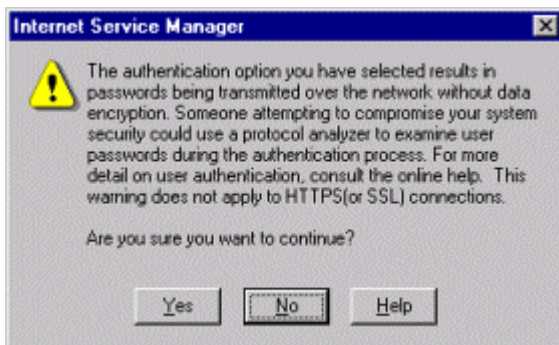 Internet Service Manager
The authentication option you have selected results in
passwords being transmitted over the network without data
encryption. Someone attempting to compromise your system
security could use a protocol analyzer to examine user
passwords during the authentication process. For more
detail on user authentication, consult the online help. This
warning does not apply to HTTPS(or SSL) connections.
Are you sure you want to continue?
Yes No Help